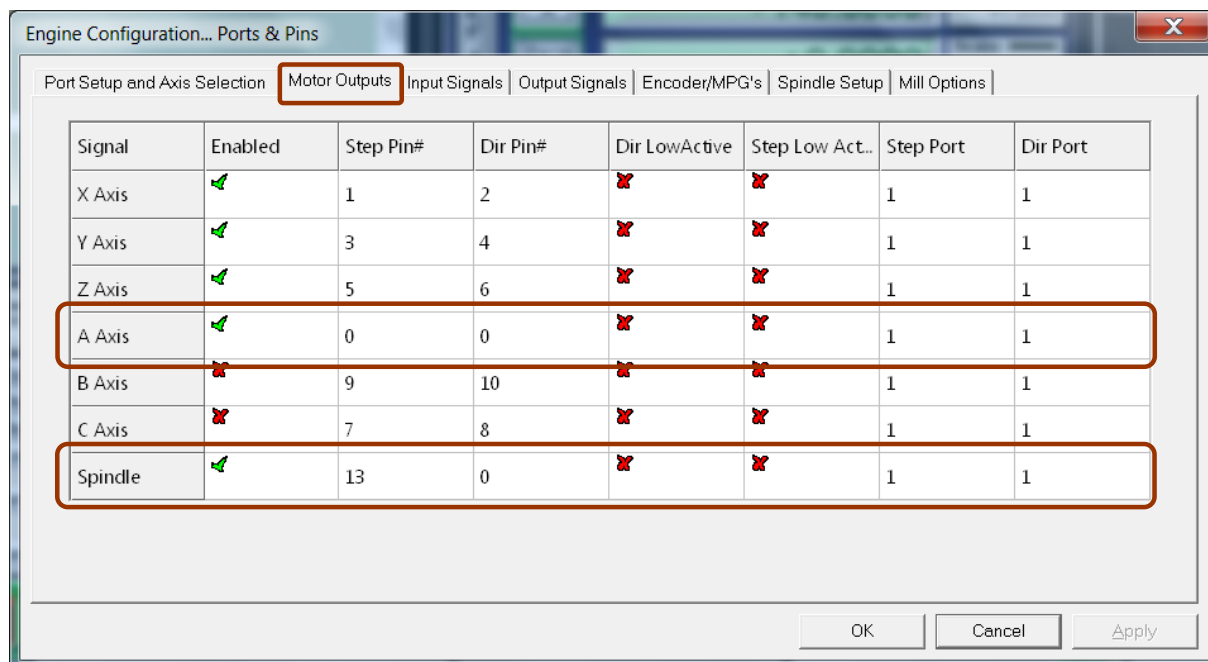 Engine Configuration... Ports & Pins
X
Port Setup and Axis Selection Motor Outputs Input Signals Output Signals Encoder/MPG's Spindle Setup Mill Options
Signal Enabled Step Pin# Dir Pin# Dir LowActive Step Low Act... Step Port Dir Port
X Axis 1 2 1 1
Y Axis 3 4 1 1
Z Axis 5 6 1 1
A Axis 0 0 1 1
B Axis 9 10 1 1
C Axis 7 8 1 1
Spindle 13 0 1 1
OK Cancel Apply